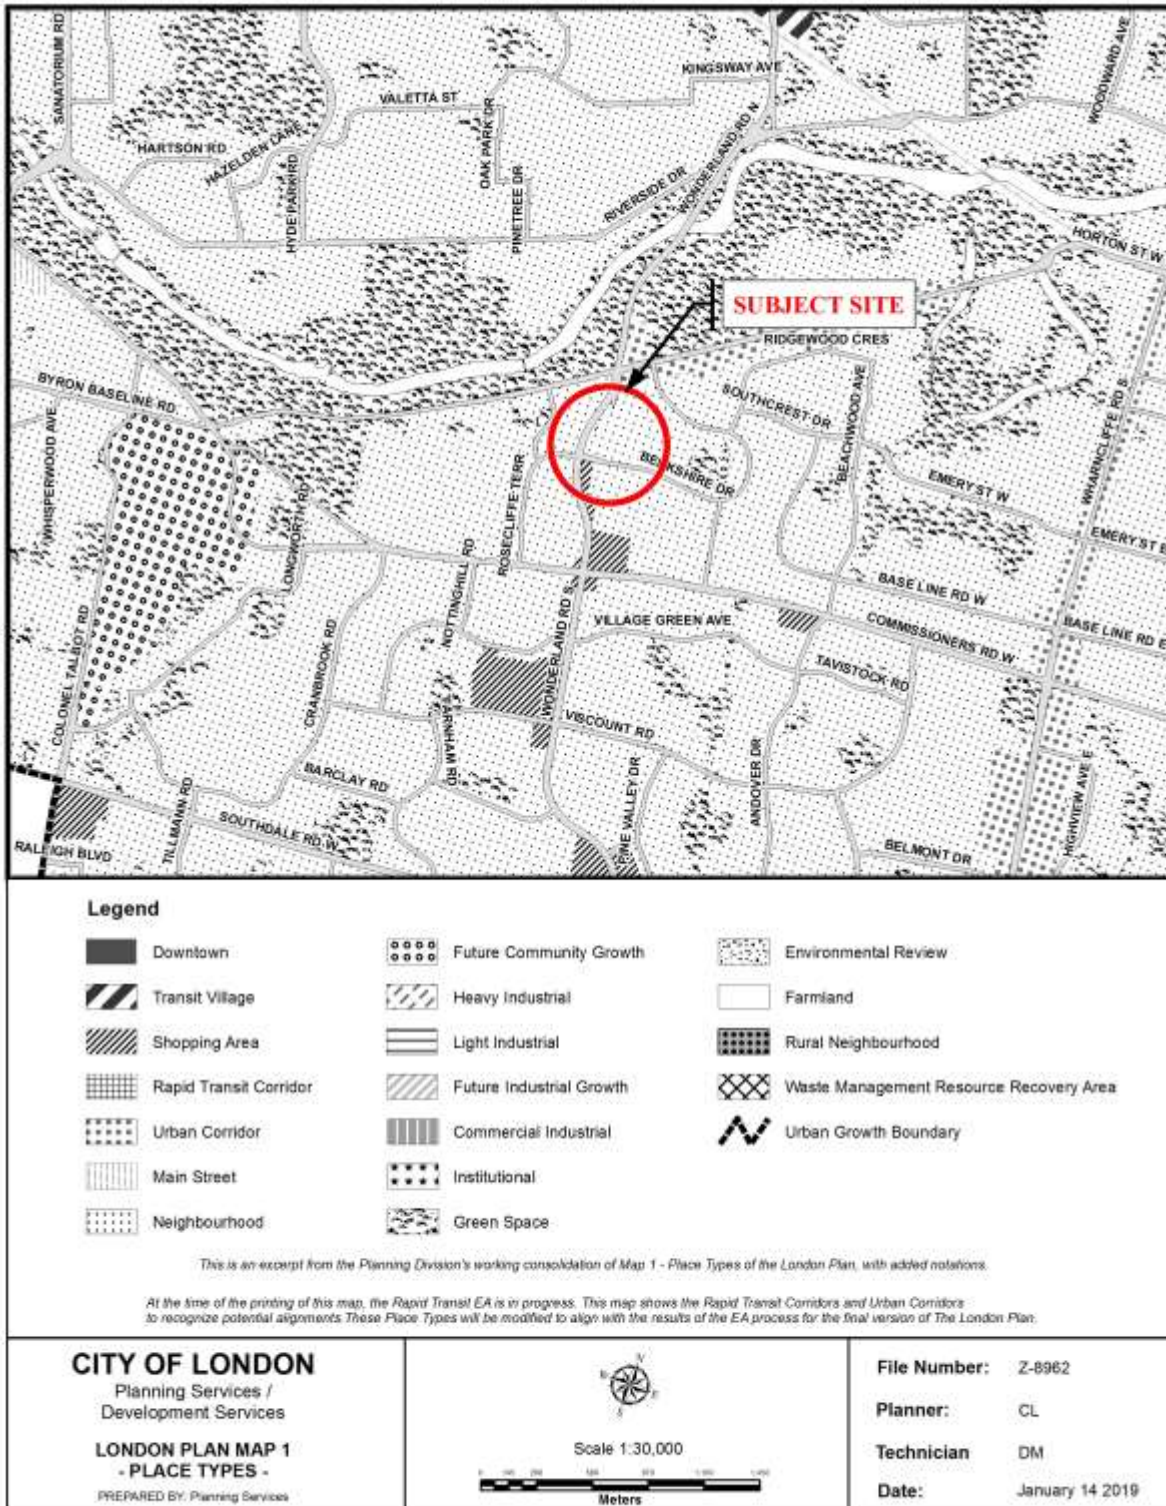 SANATORIUM RD
KINGSWAY AVE
WOODWARD AVE
VALETTA ST
OAK PARK DR
HARTSON RD
HAZELDEN LANE
HYDE PARK RD
PINETREE DR
RIVERSIDE DR
WONDERLAND RD N
HORTON ST W
SUBJECT SITE
RIDGEWOOD CRES
BYRON BASELINE RD
WHISPERWOOD AVE
SOUTHCREST DR
BEACHWOOD AVE
WHARNCLIFFE RD S
BERKSHIRE DR
EMERY ST W
EMERY ST E
LONGWORTH RD
ROSECLIFFE TERR
NOTTINGHILL RD
BASE LINE RD W
BASE LINE RD E
COLONEL TALBOT RD
CRANBROOK RD
WONDERLAND RD S
VILLAGE GREEN AVE
COMMISSIONERS RD W
TAVISTOCK RD
FARNHAM RD
VISCOUNT RD
BARCLAY RD
TILLMANN RD
SOUTHDALE RD W
PINE VALLEY DR
ANDOVER DR
HIGHVIEW AVE E
RALEIGH BLVD
BELMONT DR
Legend
Downtown
Transit Village
Shopping Area
Rapid Transit Corridor
Urban Corridor
Main Street
Neighbourhood
Future Community Growth
Heavy Industrial
Light Industrial
Future Industrial Growth
Commercial Industrial
Institutional
Green Space
Environmental Review
Farmland
Rural Neighbourhood
Waste Management Resource Recovery Area
Urban Growth Boundary
This is an excerpt from the Planning Division's working consolidation of Map 1 - Place Types of the London Plan, with added notations.
At the time of the printing of this map, the Rapid Transit EA is in progress. This map shows the Rapid Transit Corridors and Urban Corridors
to recognize potential alignments These Place Types will be modified to align with the results of the EA process for the final version of The London Plan.
CITY OF LONDON
Planning Services /
Development Services
LONDON PLAN MAP 1
- PLACE TYPES -
PREPARED BY: Planning Services
N
E
S
Scale 1:30,000
Meters
File Number: Z-8962
Planner: CL
Technician DM
Date: January 14 2019